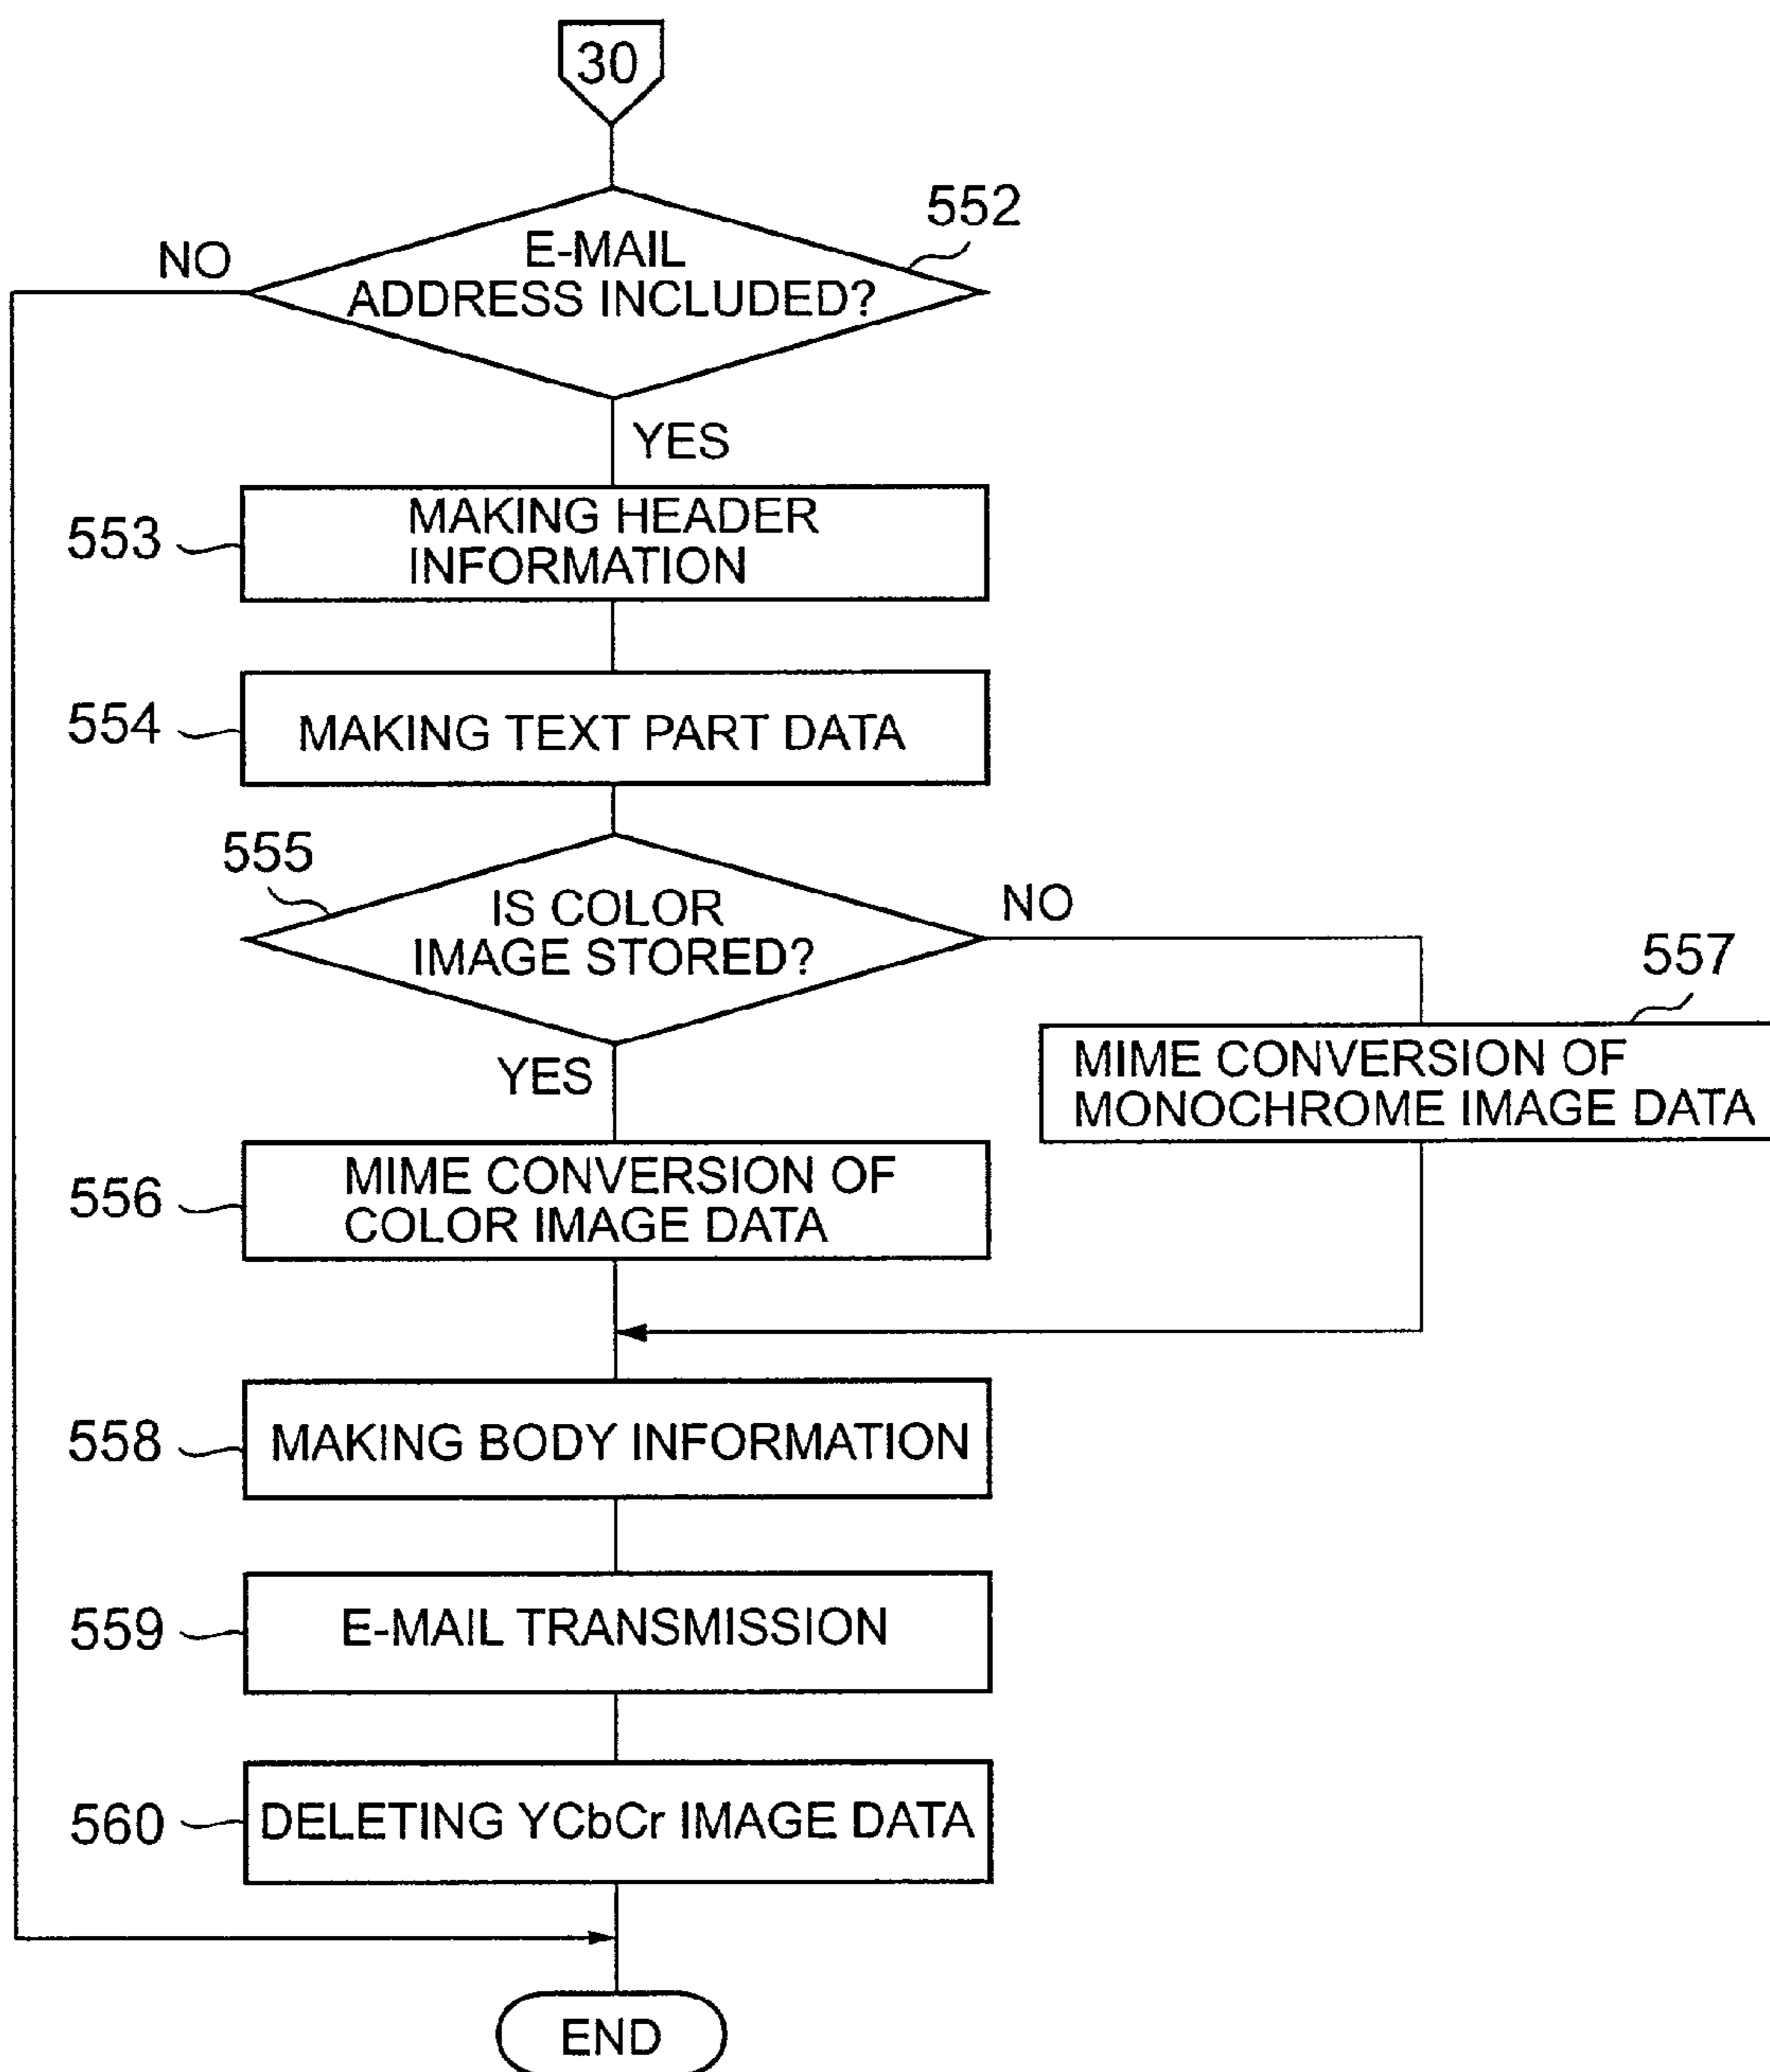 30
552
E-MAIL
ADDRESS INCLUDED?
NO
YES
553
MAKING HEADER
INFORMATION
554
MAKING TEXT PART DATA
555
IS COLOR
IMAGE STORED?
NO
YES
557
MIME CONVERSION OF
MONOCHROME IMAGE DATA
556
MIME CONVERSION OF
COLOR IMAGE DATA
558
MAKING BODY INFORMATION
559
E-MAIL TRANSMISSION
560
DELETING YCbCr IMAGE DATA
END